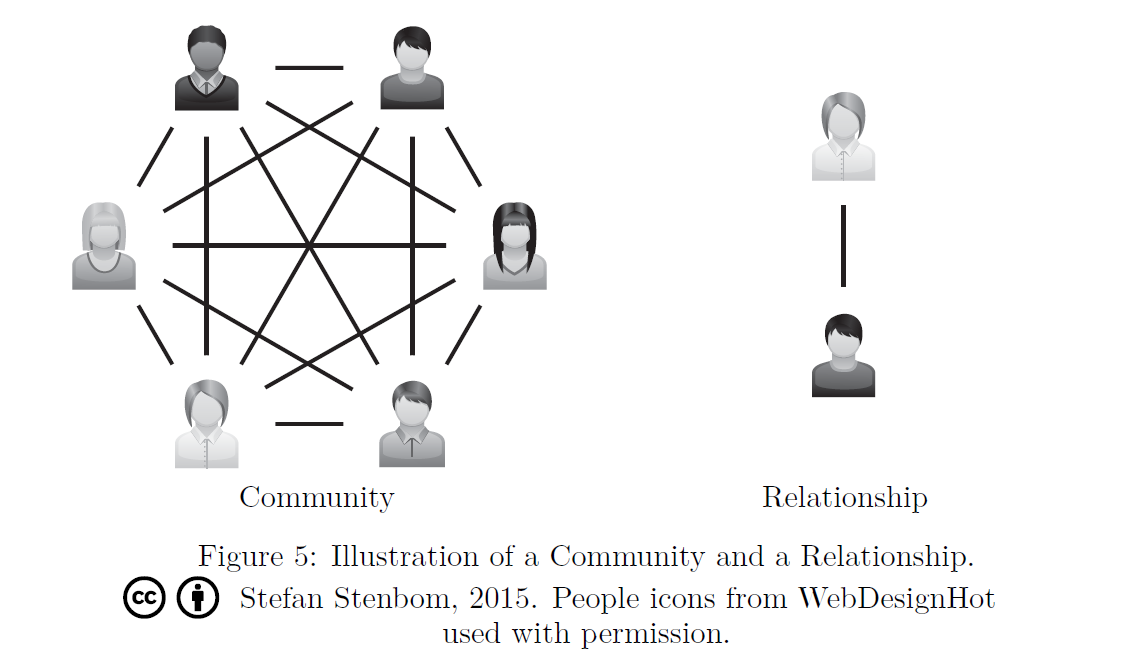 Community
Relationship
Figure 5: Illustration of a Community and a Relationship.
cc Stefan Stenbom, 2015. People icons from WebDesignHot
used with permission.